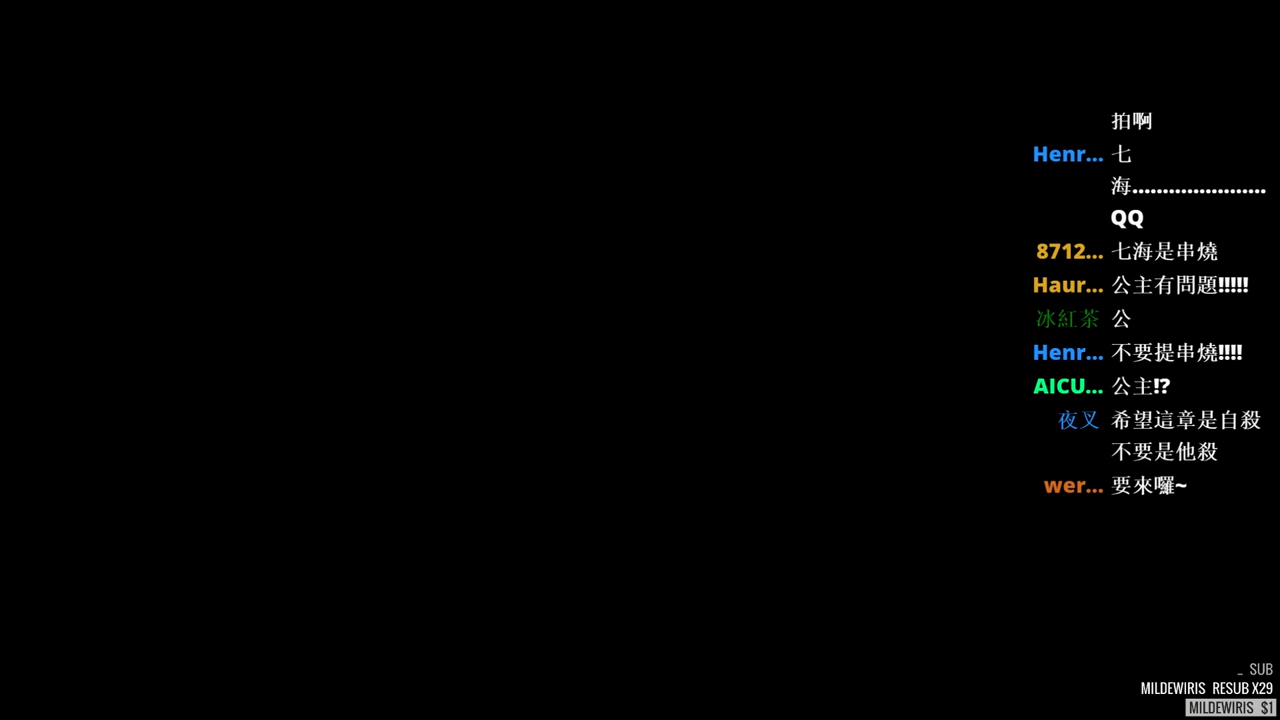 拍啊
Henr... 七
海......................
QQ
8712... 七海是串燒
Haur... 公主有問題!!!!!
冰紅茶 公
Henr... 不要提串燒!!!!
AICU... 公主!?
夜叉 希望這章是自殺
不要是他殺
wer... 要來囉~
_ SUB
MILDEWIRIS RESUB X29
MILDEWIRIS $1